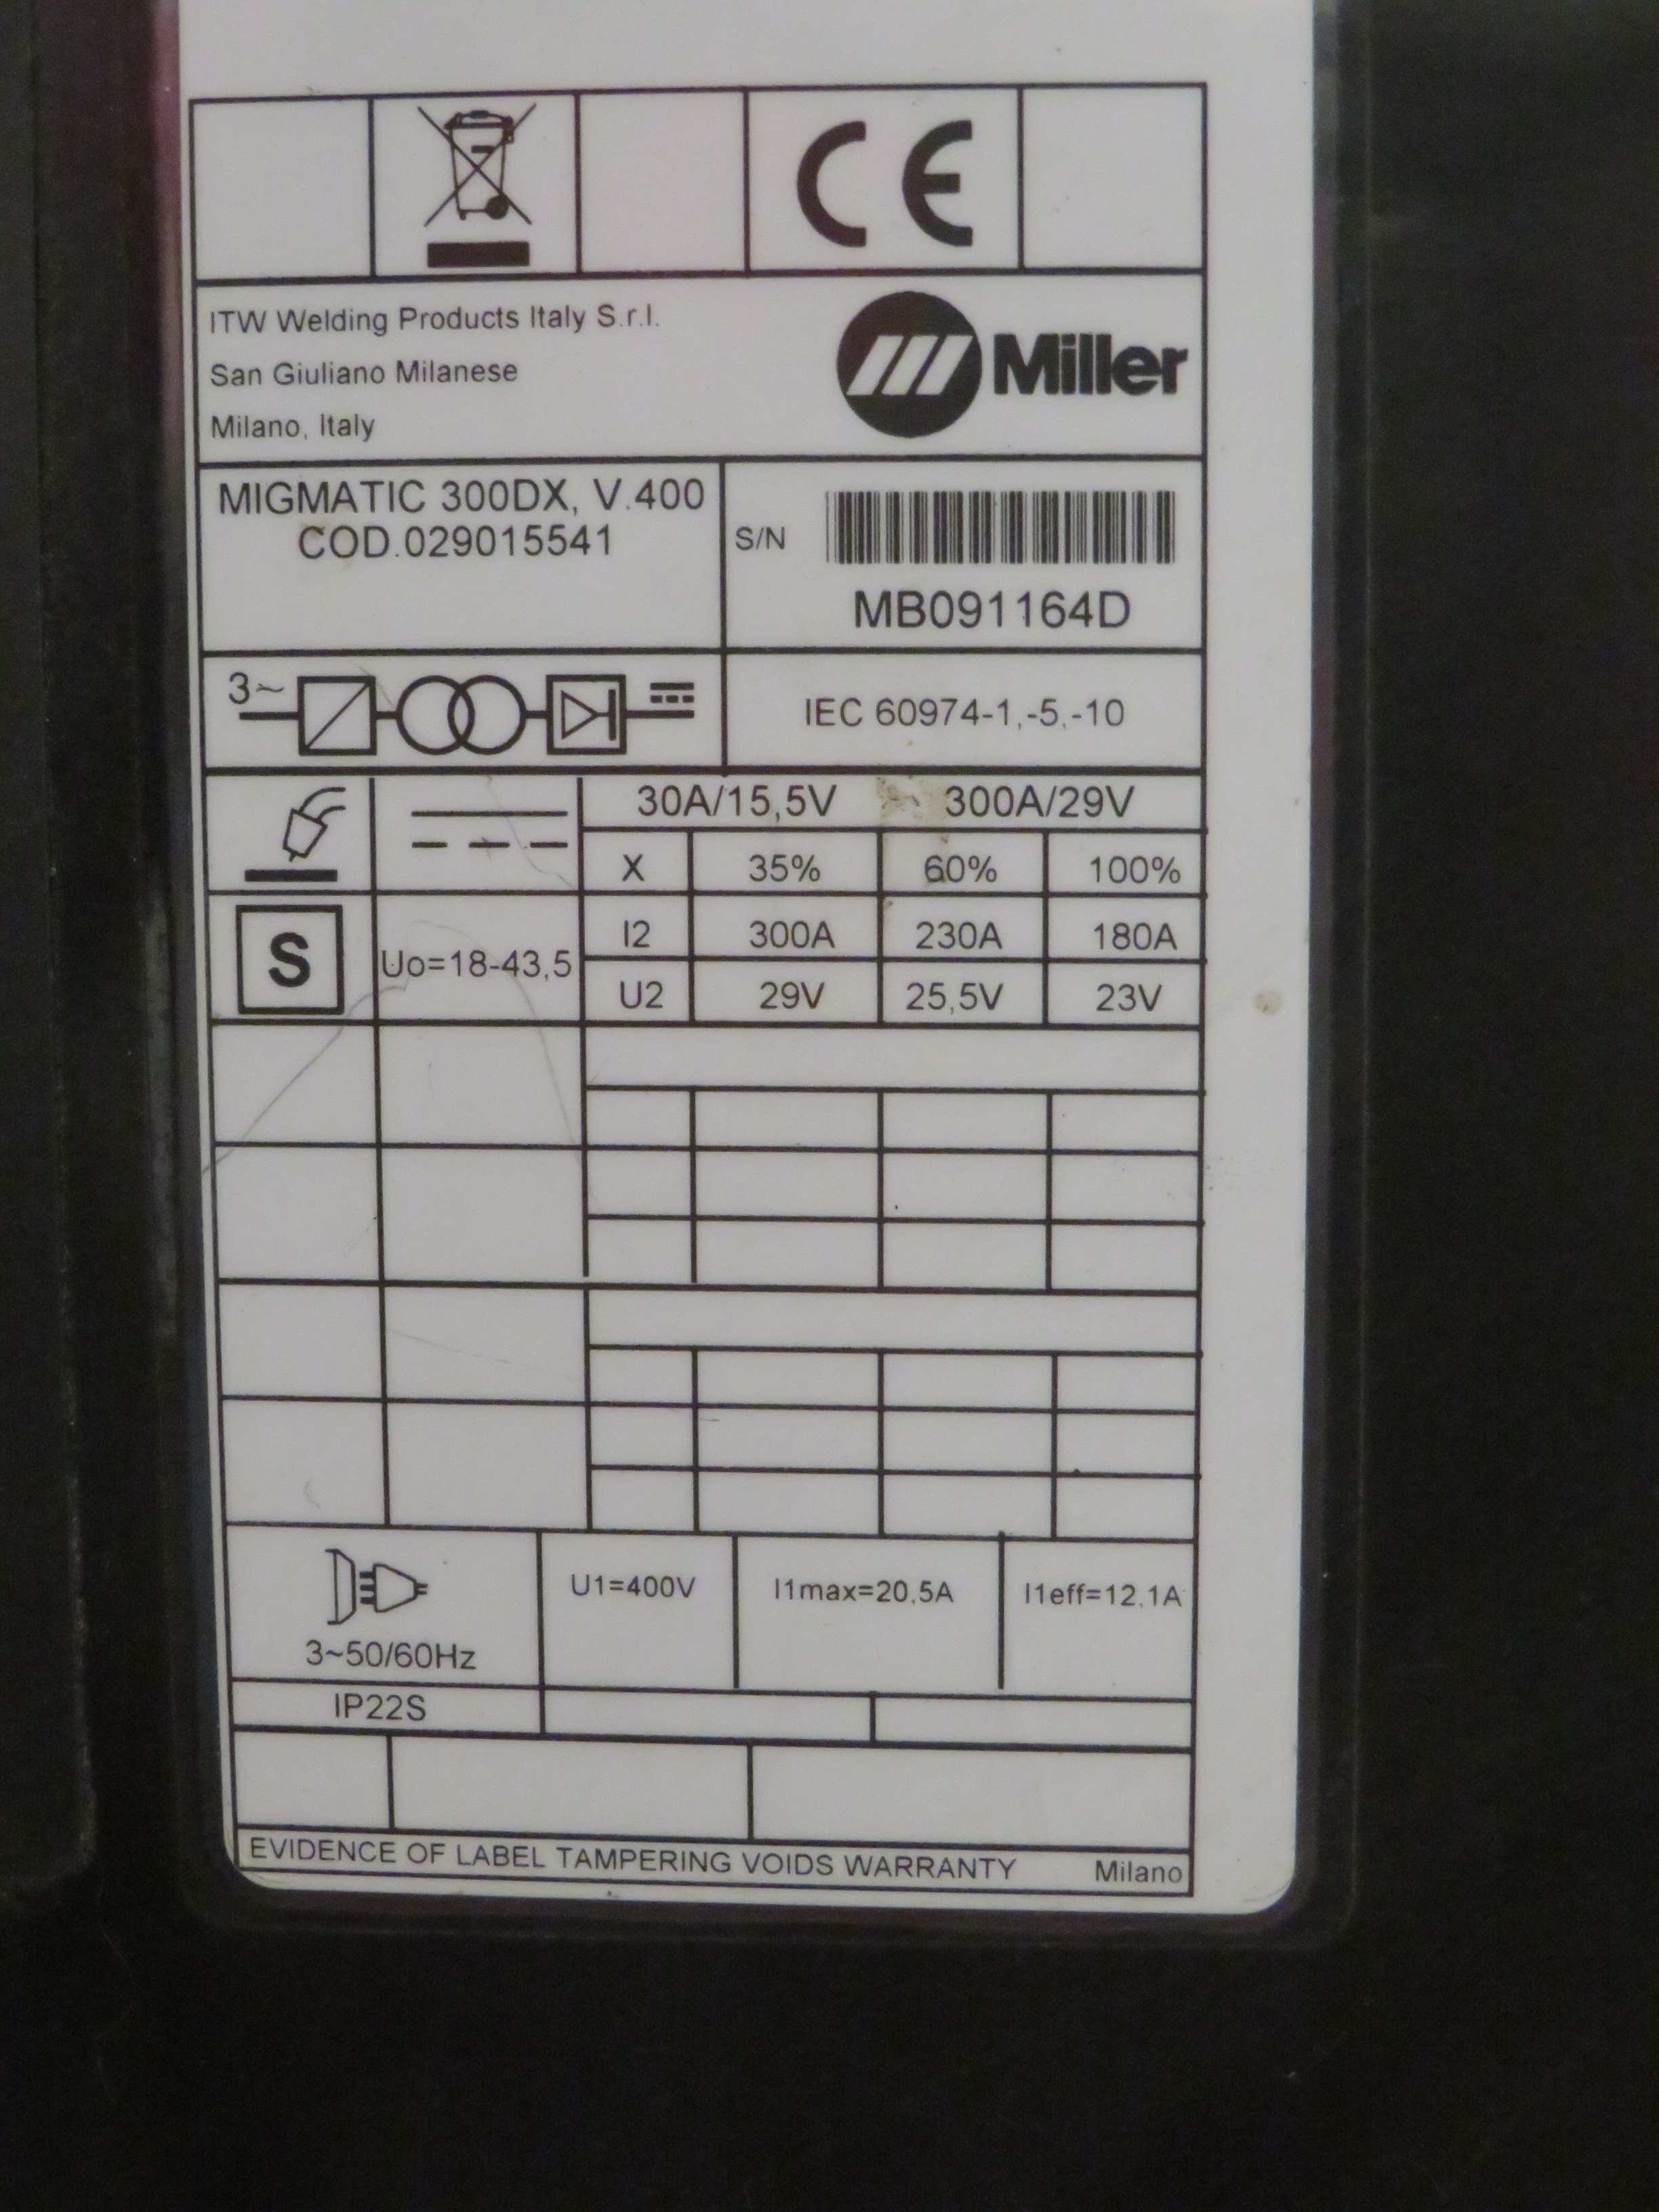 CE
ITW Welding Products Italy S.r.l.
San Giuliano Milanese
Milano, Italy
Miller
MIGMATIC 300DX, V.400
COD.029015541
S/N
MB091164D
3~
IEC 60974-1,-5,-10
30A/15,5V 300A/29V
X 35% 60% 100%
S
Uo=18-43,5
I2 300A 230A 180A
U2 29V 25,5V 23V
3~50/60Hz
U1=400V
I1max=20,5A
I1eff=12,1A
IP22S
EVIDENCE OF LABEL TAMPERING VOIDS WARRANTY Milano